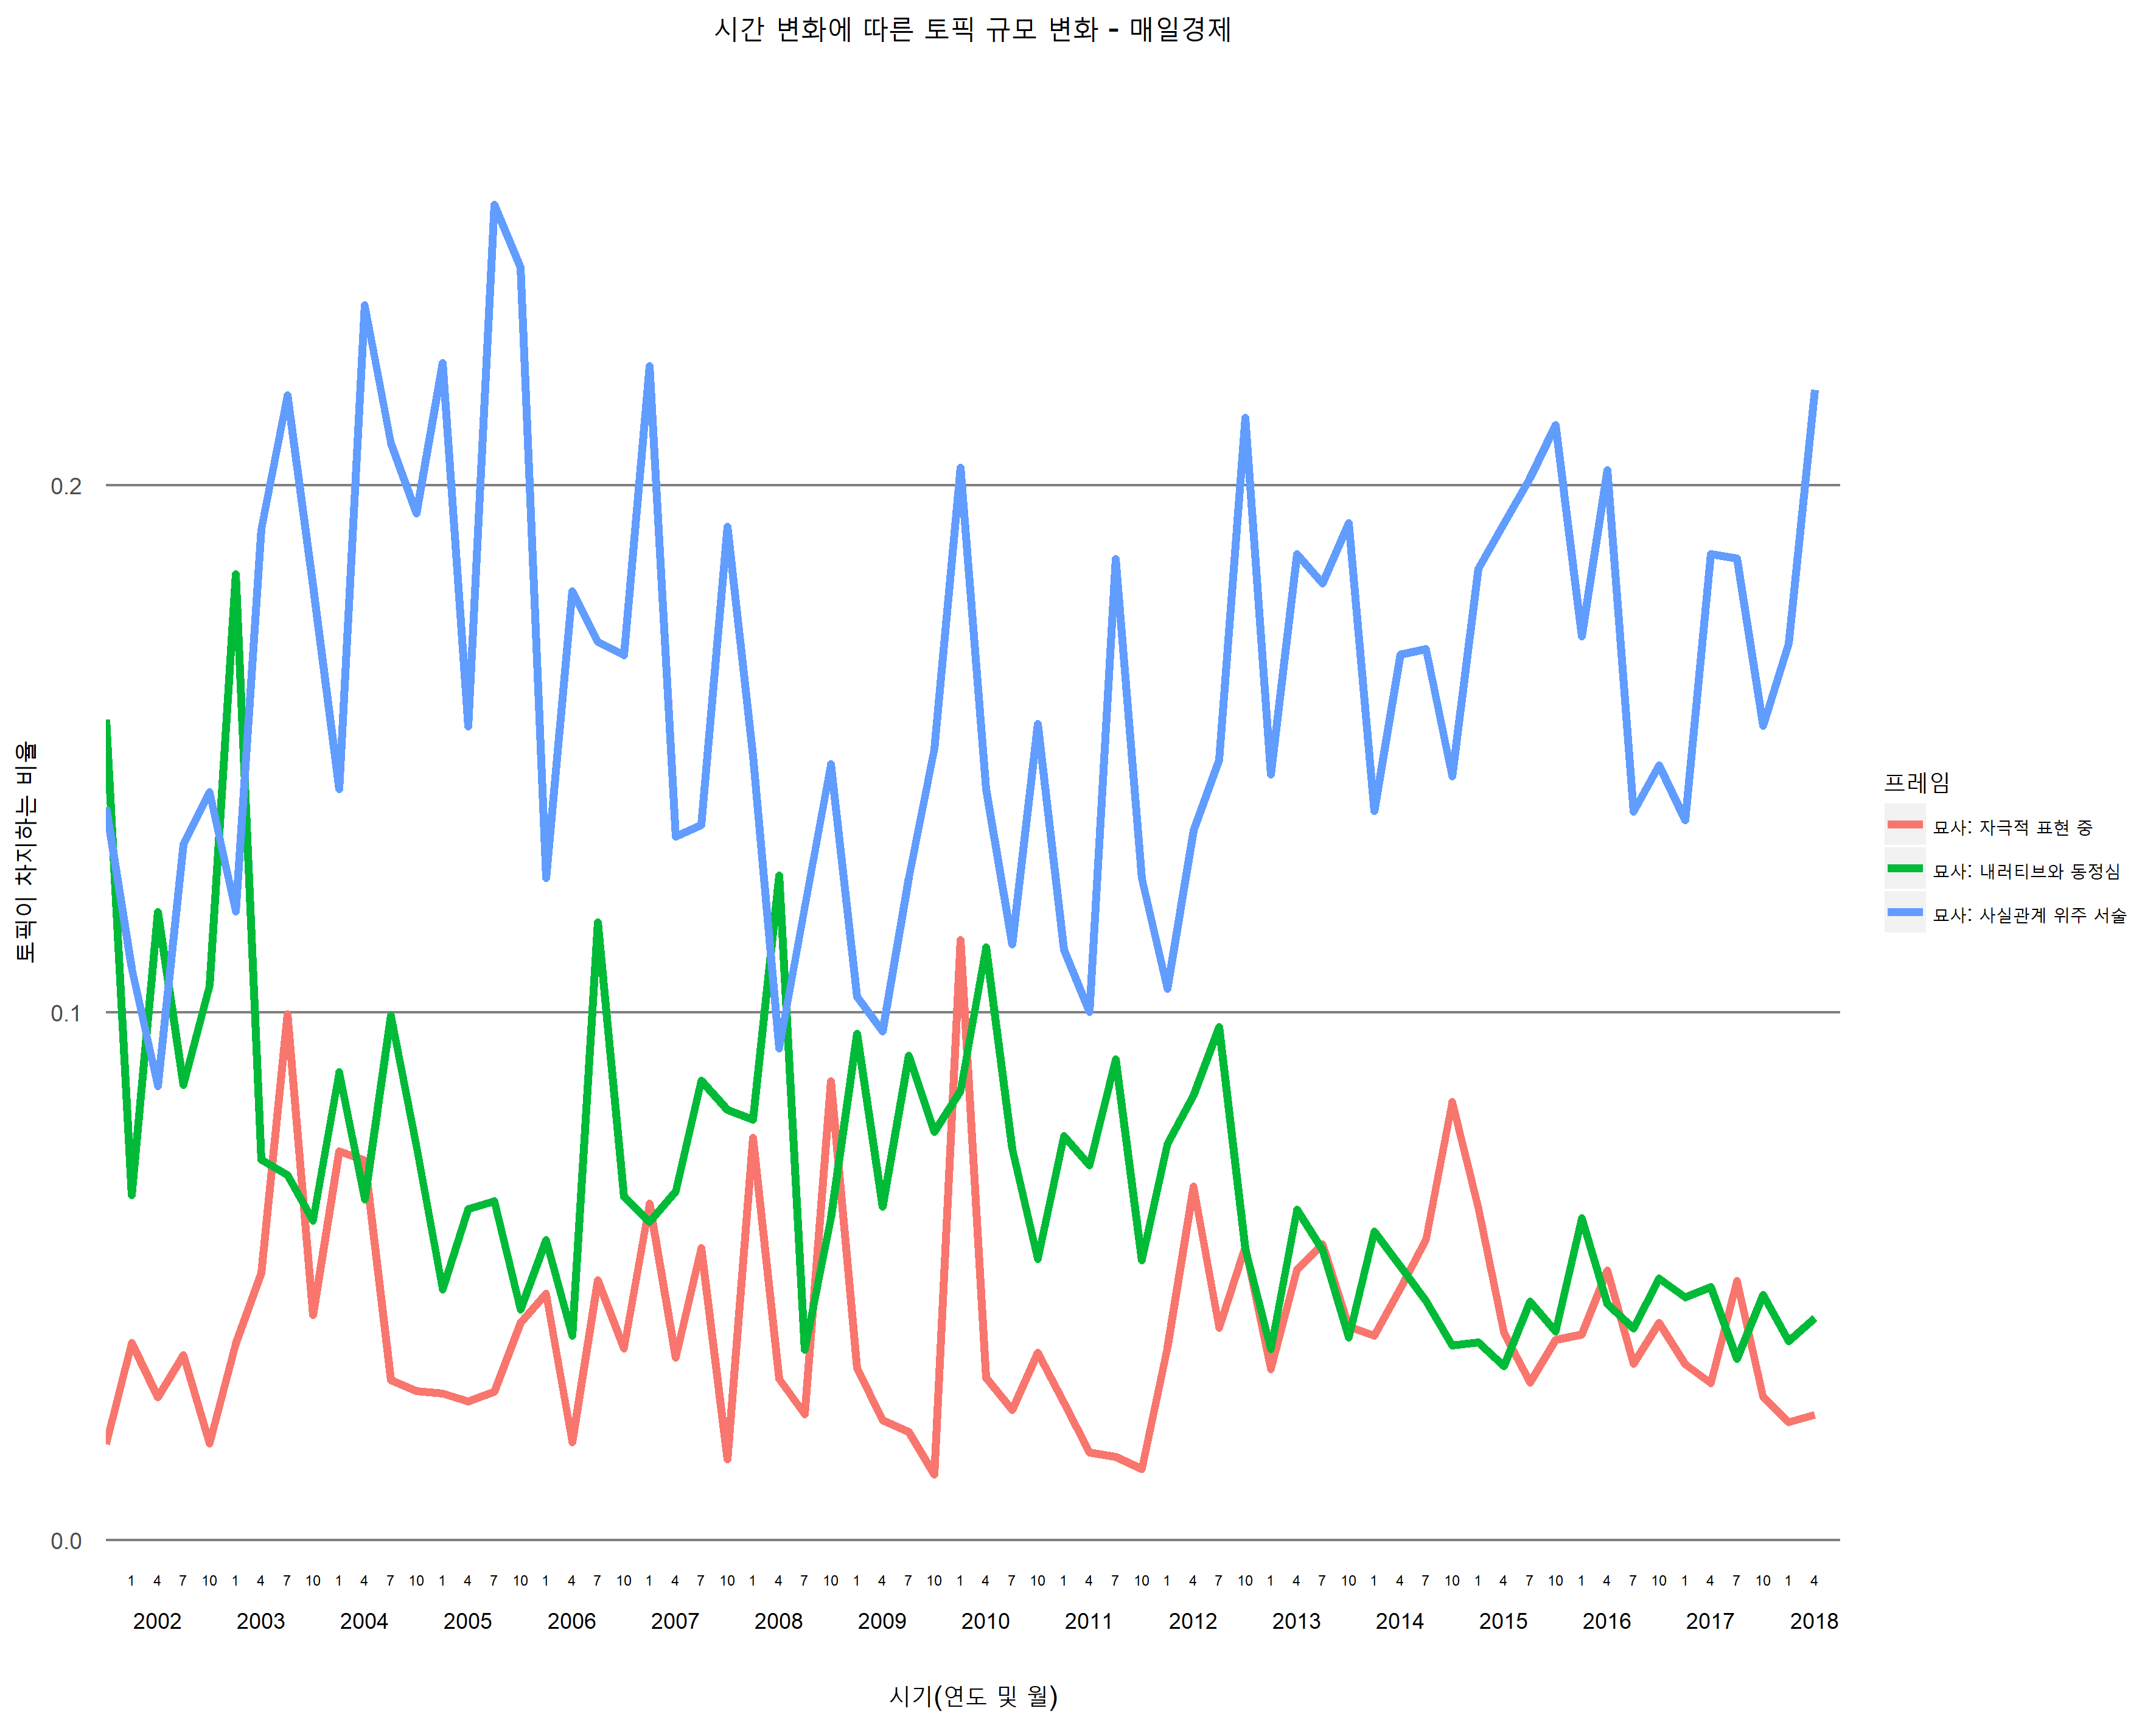 시간 변화에 따른 토픽 규모 변화 - 매일경제
토픽이 차지하는 비율
0.2
0.1
0.0
1 4 7 10 1 4 7 10 1 4 7 10 1 4 7 10 1 4 7 10 1 4 7 10 1 4 7 10 1 4 7 10 1 4 7 10 1 4 7 10 1 4 7 10 1 4 7 10 1 4 7 10 1 4 7 10 1 4 7 10 1 4 7 10 1 4
2002 2003 2004 2005 2006 2007 2008 2009 2010 2011 2012 2013 2014 2015 2016 2017 2018
시기(연도 및 월)
프레임
묘사: 자극적 표현 중
묘사: 내러티브와 동정심
묘사: 사실관계 위주 서술